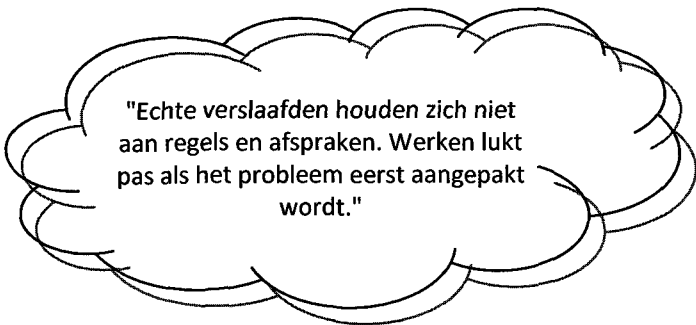 "Echte verslaafden houden zich niet
aan regels en afspraken. Werken lukt
pas als het probleem eerst aangepakt
wordt."